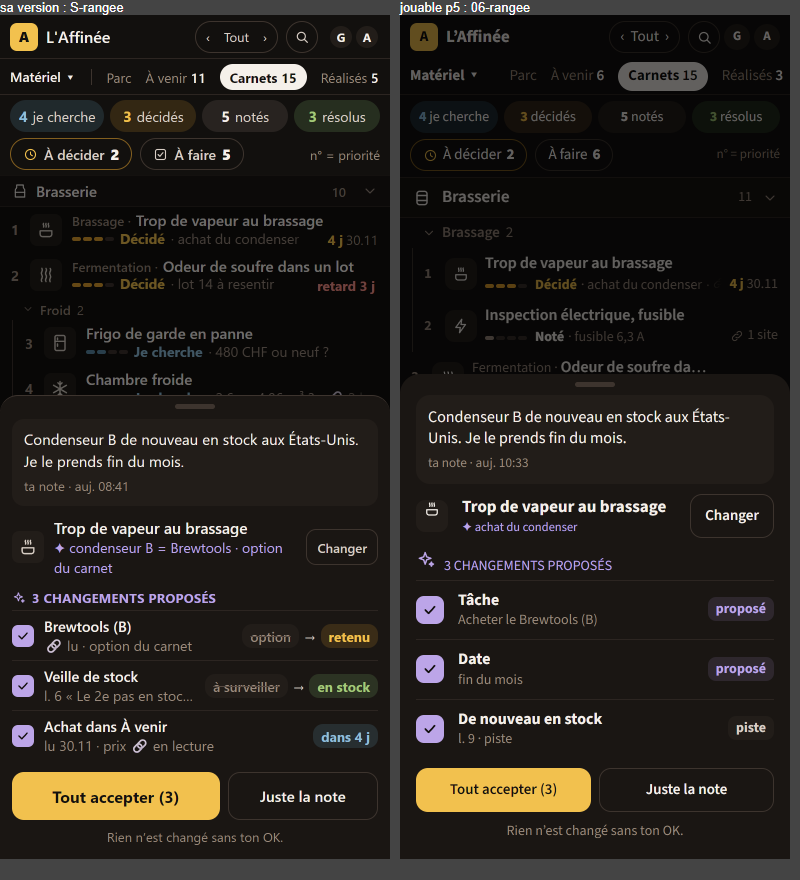 sa version : S-rangee
A L'Affinée ‹ Tout › G A
Matériel ▾ Parc À venir 11 Carnets 15 Réalisés 5
4 je cherche 3 décidés 5 notés 3 résolus
À décider 2 À faire 5 n° = priorité
Brasserie 10
1 Brassage · Trop de vapeur au brassage
Décidé · achat du condenser 4 j 30.11
2 Fermentation · Odeur de soufre dans un lot
Décidé · lot 14 à resentir retard 3 j
Froid 2
3 Frigo de garde en panne
Je cherche · 480 CHF ou neuf ?
4 Chambre froide
Condenseur B de nouveau en stock aux États-Unis.
Je le prends fin du mois.
ta note · auj. 08:41
Trop de vapeur au brassage
✦ condenseur B = Brewtools · option
du carnet
Changer
3 CHANGEMENTS PROPOSÉS
Brewtools (B)
🔗 lu · option du carnet
option → retenu
Veille de stock
l. 6 « Le 2e pas en stoc…
à surveiller → en stock
Achat dans À venir
lu 30.11 · prix 🔗 en lecture
dans 4 j
Tout accepter (3) Juste la note
Rien n'est changé sans ton OK.
jouable p5 : 06-rangee
A L’Affinée ‹ Tout › G A
Matériel ▾ Parc À venir 6 Carnets 15 Réalisés 3
4 je cherche 3 décidés 5 notés 3 résolus
À décider 2 À faire 6 n° = priorité
Brasserie 11
Brassage 2
1 Trop de vapeur au brassage
Décidé · achat du condenser · 4 j 30.11
2 Inspection électrique, fusible
Noté · fusible 6,3 A 1 site
Fermentation · Odeur de soufre da…
Condenseur B de nouveau en stock aux États-
Unis. Je le prends fin du mois.
ta note · auj. 10:33
Trop de vapeur au brassage
✦ achat du condenser
Changer
3 CHANGEMENTS PROPOSÉS
Tâche
Acheter le Brewtools (B)
proposé
Date
fin du mois
proposé
De nouveau en stock
l. 9 · piste
piste
Tout accepter (3) Juste la note
Rien n’est changé sans ton OK.